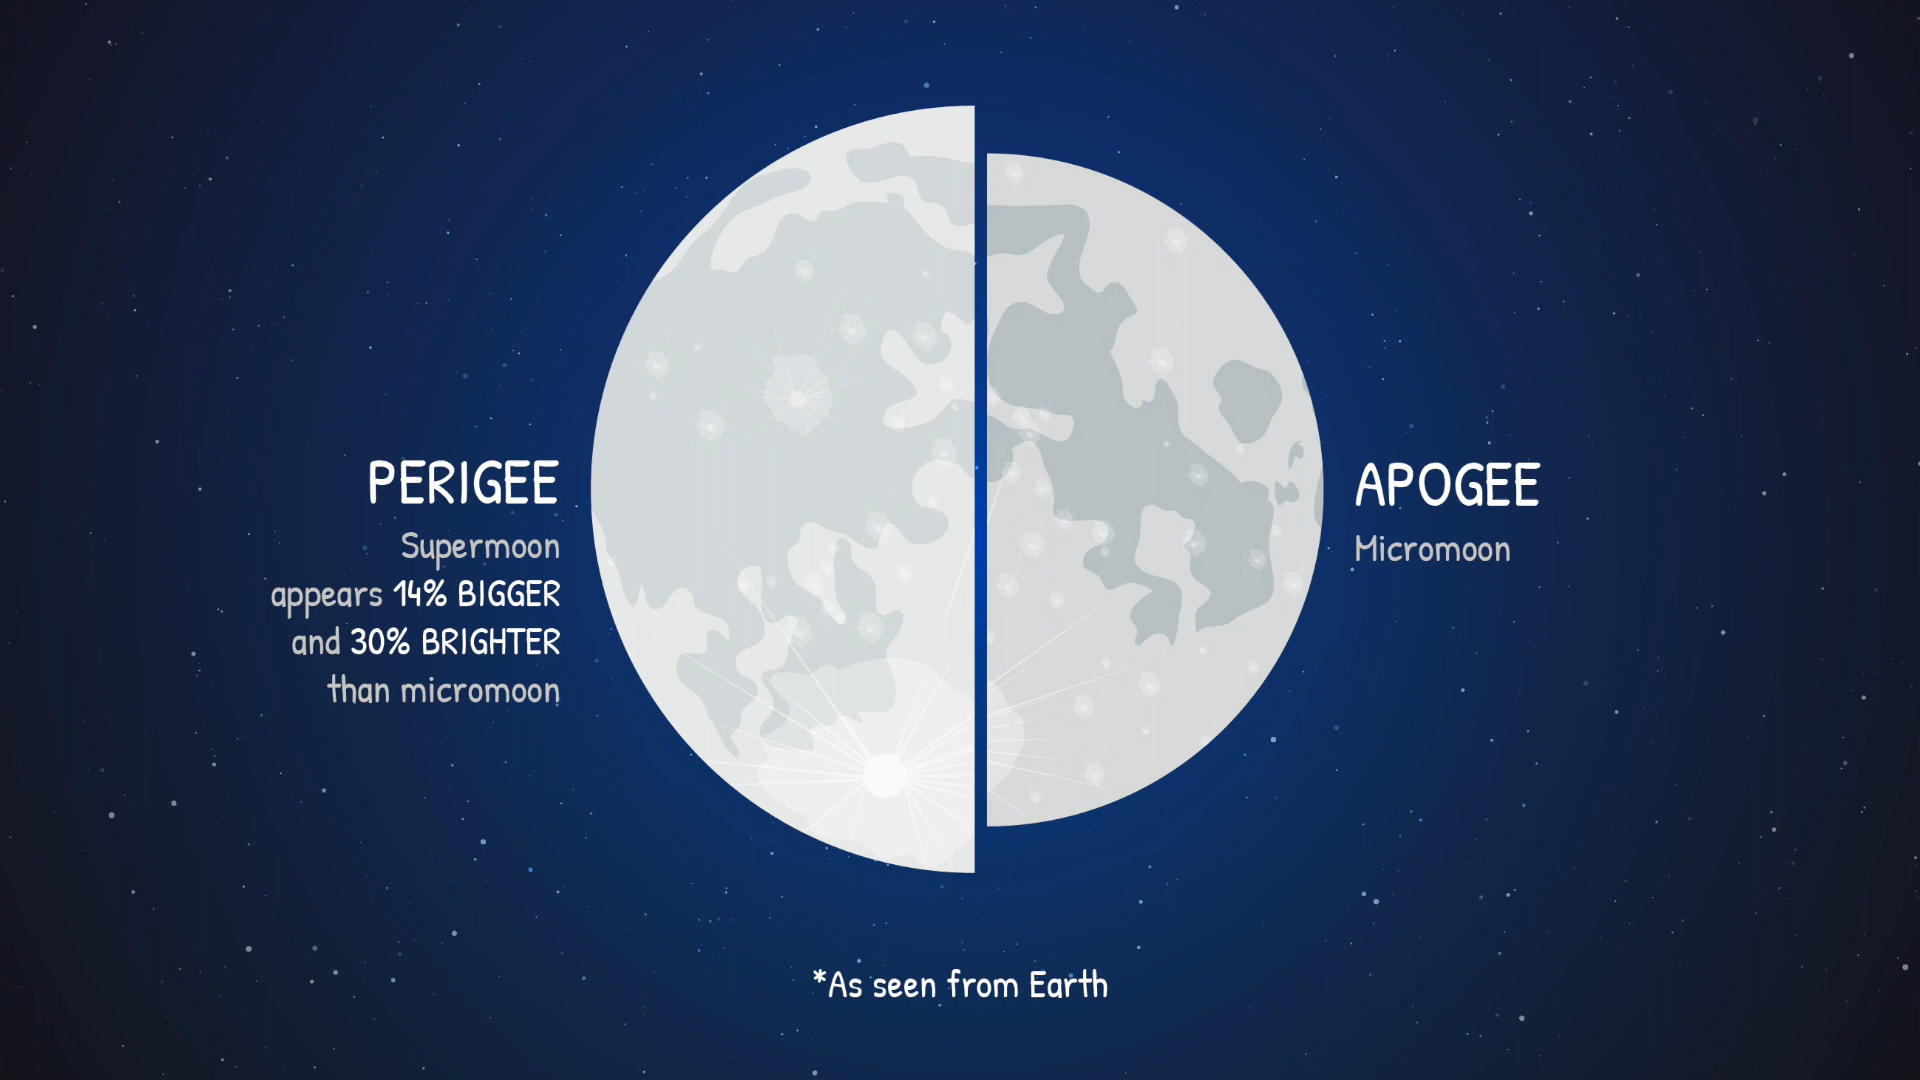 PERIGEE
Supermoon
appears 14% BIGGER
and 30% BRIGHTER
than micromoon
APOGEE
Micromoon
*As seen from Earth